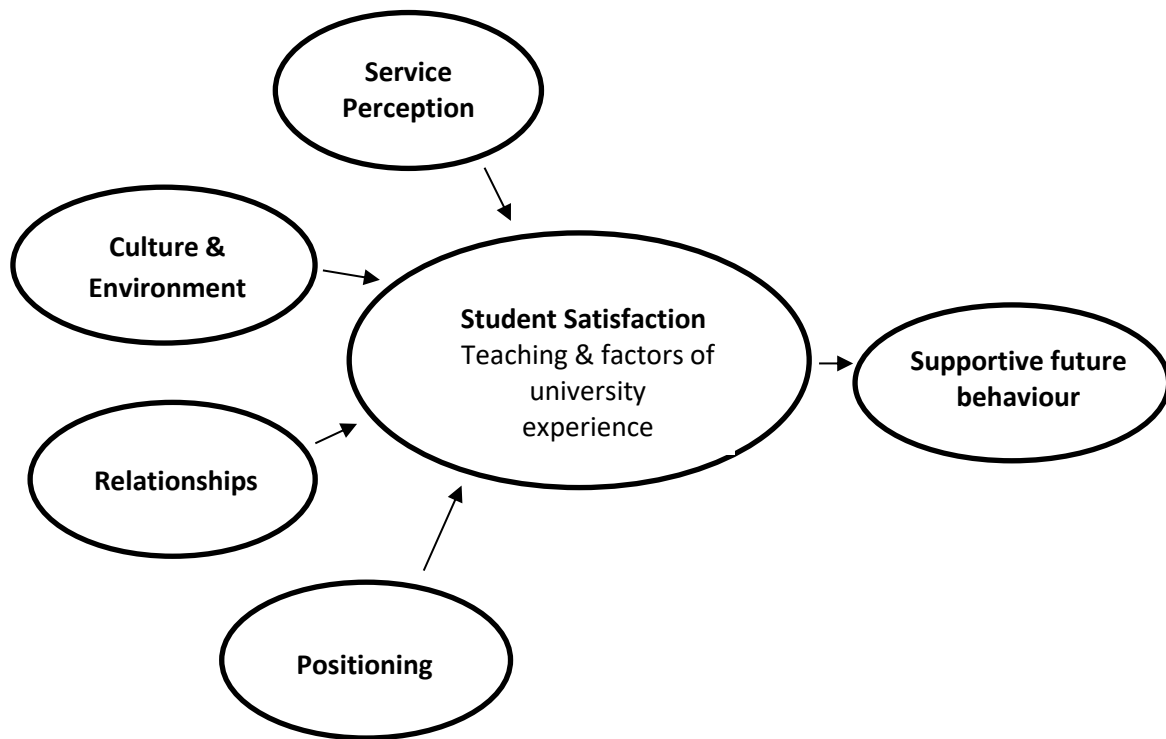 Service
Perception
Culture &
Environment
Student Satisfaction
Teaching & factors of
university
experience
Supportive future
behaviour
Relationships
Positioning